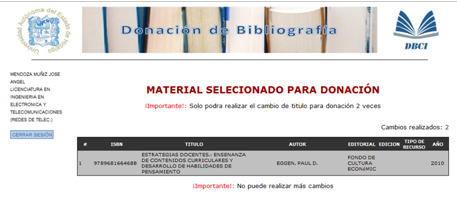 Universidad Autónoma del Estado de Hidalgo
Donación de Bibliografía
DBCI
MENDOZA MUÑIZ JOSE
ANGEL
LICENCIATURA EN
INGENIERIA EN
ELECTRONICA Y
TELECOMUNICACIONES
(REDES DE TELEC.)
CERRAR SESIÓN
MATERIAL SELECIONADO PARA DONACIÓN
¡Importante!: Solo podra realizar el cambio de titulo para donación 2 veces
Cambios realizados: 2
# ISBN TITULO AUTOR EDITORIAL EDICION TIPO DE RECURSO AÑO
1 9789681664688 ESTRATEGIAS DOCENTES.: ENSENANZA DE CONTENIDOS CURRICULARES Y DESARROLLO DE HABILIDADES DE PENSAMIENTO EGGEN, PAUL D. FONDO DE CULTURA ECONóMIC 2010
¡Importante!: No puede realizar más cambios